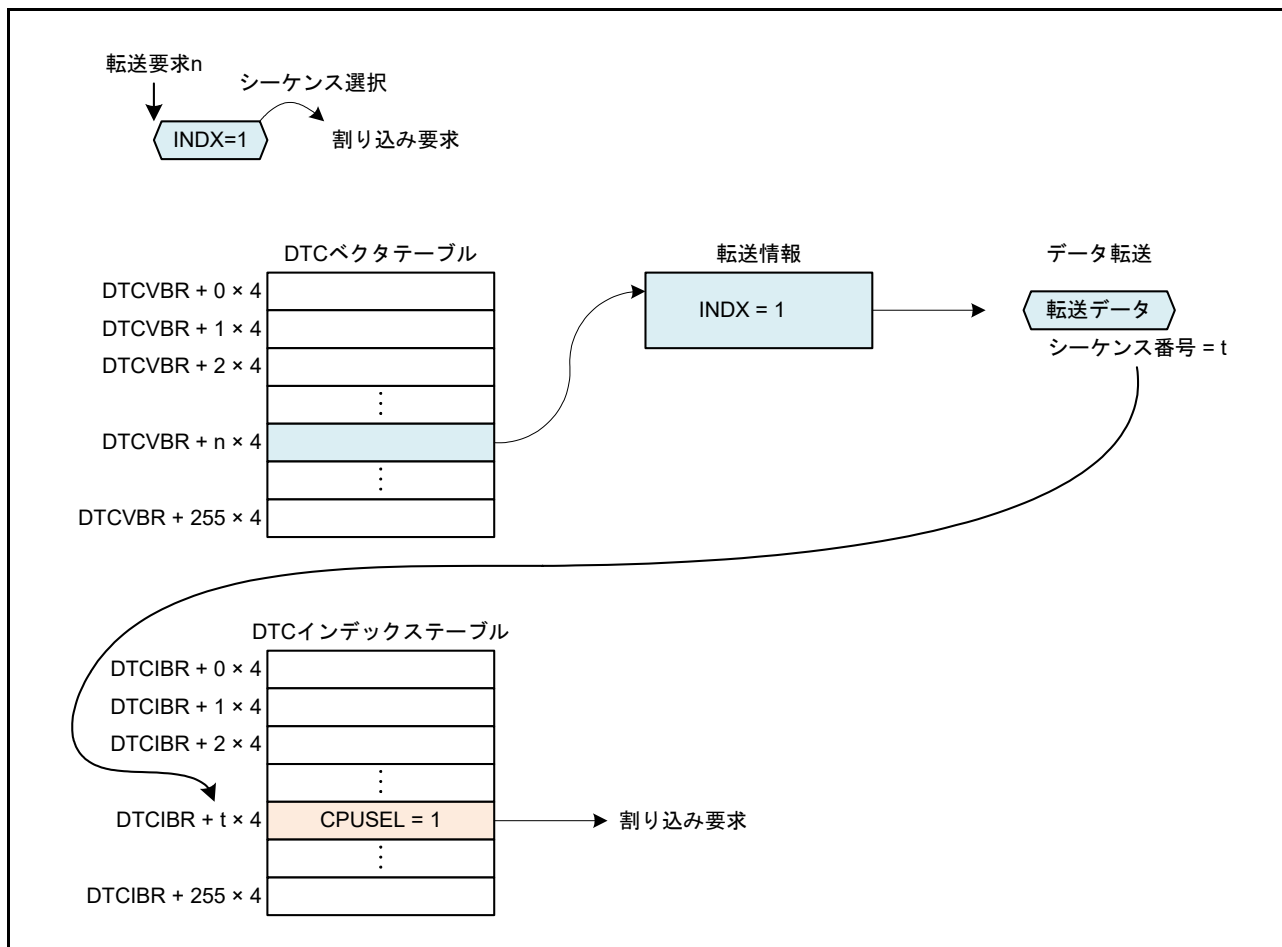 転送要求n
シーケンス選択
INDX=1
割り込み要求
DTCベクタテーブル
転送情報
データ転送
DTCVBR + 0 × 4
DTCVBR + 1 × 4
DTCVBR + 2 × 4
⋮
DTCVBR + n × 4
⋮
DTCVBR + 255 × 4
INDX = 1
転送データ
シーケンス番号 = t
DTCインデックステーブル
DTCIBR + 0 × 4
DTCIBR + 1 × 4
DTCIBR + 2 × 4
⋮
DTCIBR + t × 4
CPUSEL = 1
割り込み要求
⋮
DTCIBR + 255 × 4